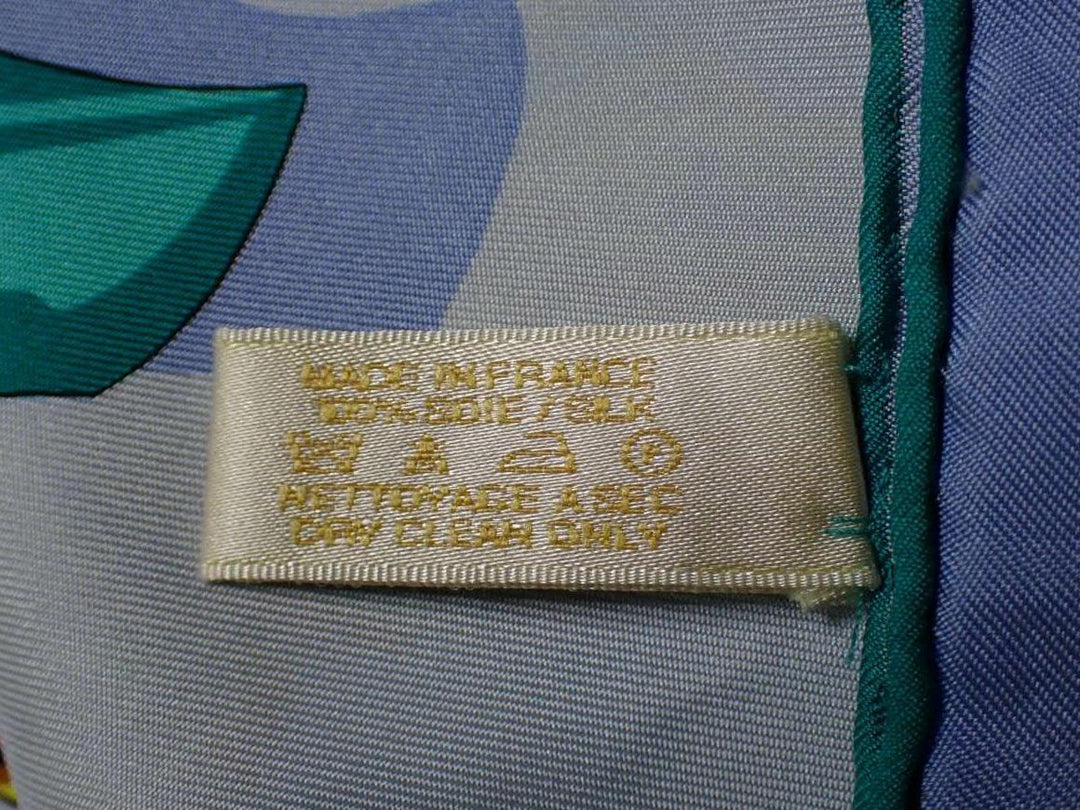 MADE IN FRANCE
100% SOIE / SILK
P
NETTOYAGE A SEC
DRY CLEAN ONLY